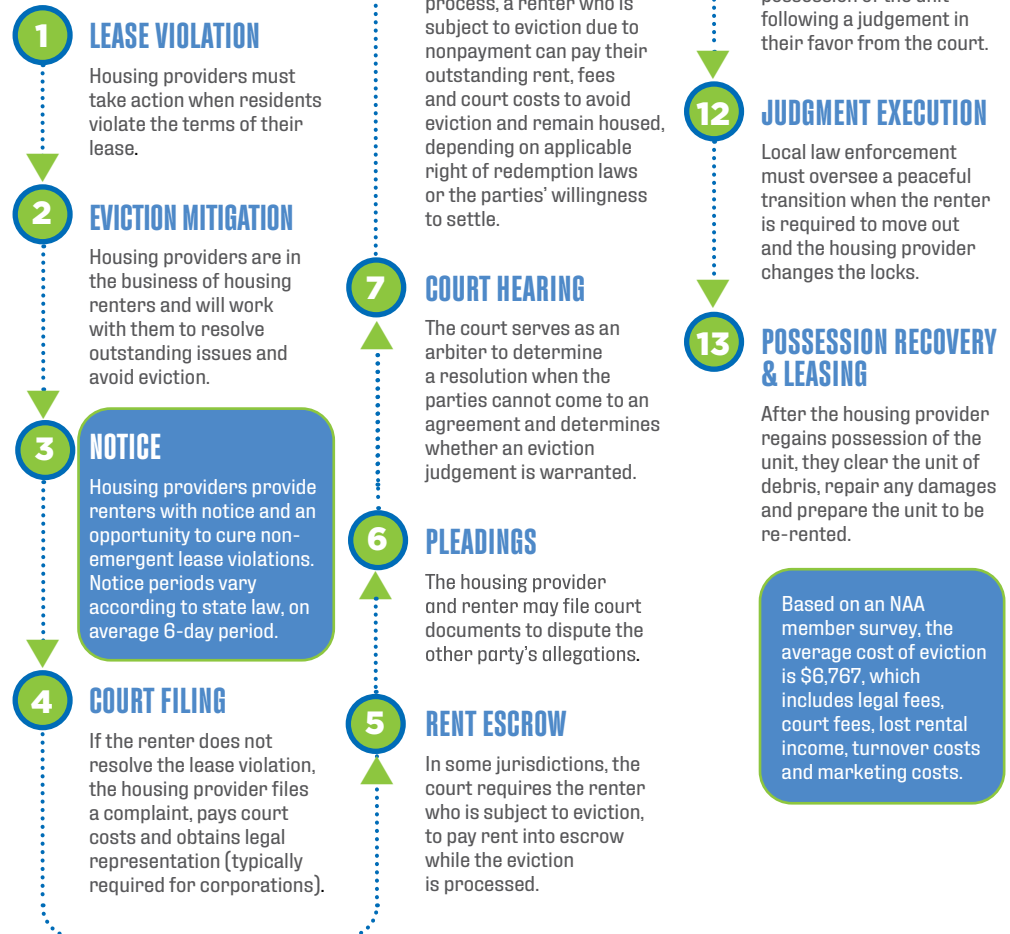 1
LEASE VIOLATION
Housing providers must
take action when residents
violate the terms of their
lease.
2
EVICTION MITIGATION
Housing providers are in
the business of housing
renters and will work
with them to resolve
outstanding issues and
avoid eviction.
3
NOTICE
Housing providers provide
renters with notice and an
opportunity to cure non-
emergent lease violations.
Notice periods vary
according to state law, on
average 6-day period.
4
COURT FILING
If the renter does not
resolve the lease violation,
the housing provider files
a complaint, pays court
costs and obtains legal
representation (typically
required for corporations).
process, a renter who is
subject to eviction due to
nonpayment can pay their
outstanding rent, fees
and court costs to avoid
eviction and remain housed,
depending on applicable
right of redemption laws
or the parties' willingness
to settle.
7
COURT HEARING
The court serves as an
arbiter to determine
a resolution when the
parties cannot come to an
agreement and determines
whether an eviction
judgement is warranted.
6
PLEADINGS
The housing provider
and renter may file court
documents to dispute the
other party's allegations.
5
RENT ESCROW
In some jurisdictions, the
court requires the renter
who is subject to eviction,
to pay rent into escrow
while the eviction
is processed.
possession of the unit
following a judgement in
their favor from the court.
12
JUDGMENT EXECUTION
Local law enforcement
must oversee a peaceful
transition when the renter
is required to move out
and the housing provider
changes the locks.
13
POSSESSION RECOVERY
& LEASING
After the housing provider
regains possession of the
unit, they clear the unit of
debris, repair any damages
and prepare the unit to be
re-rented.
Based on an NAA
member survey, the
average cost of eviction
is $6,767, which
includes legal fees,
court fees, lost rental
income, turnover costs
and marketing costs.